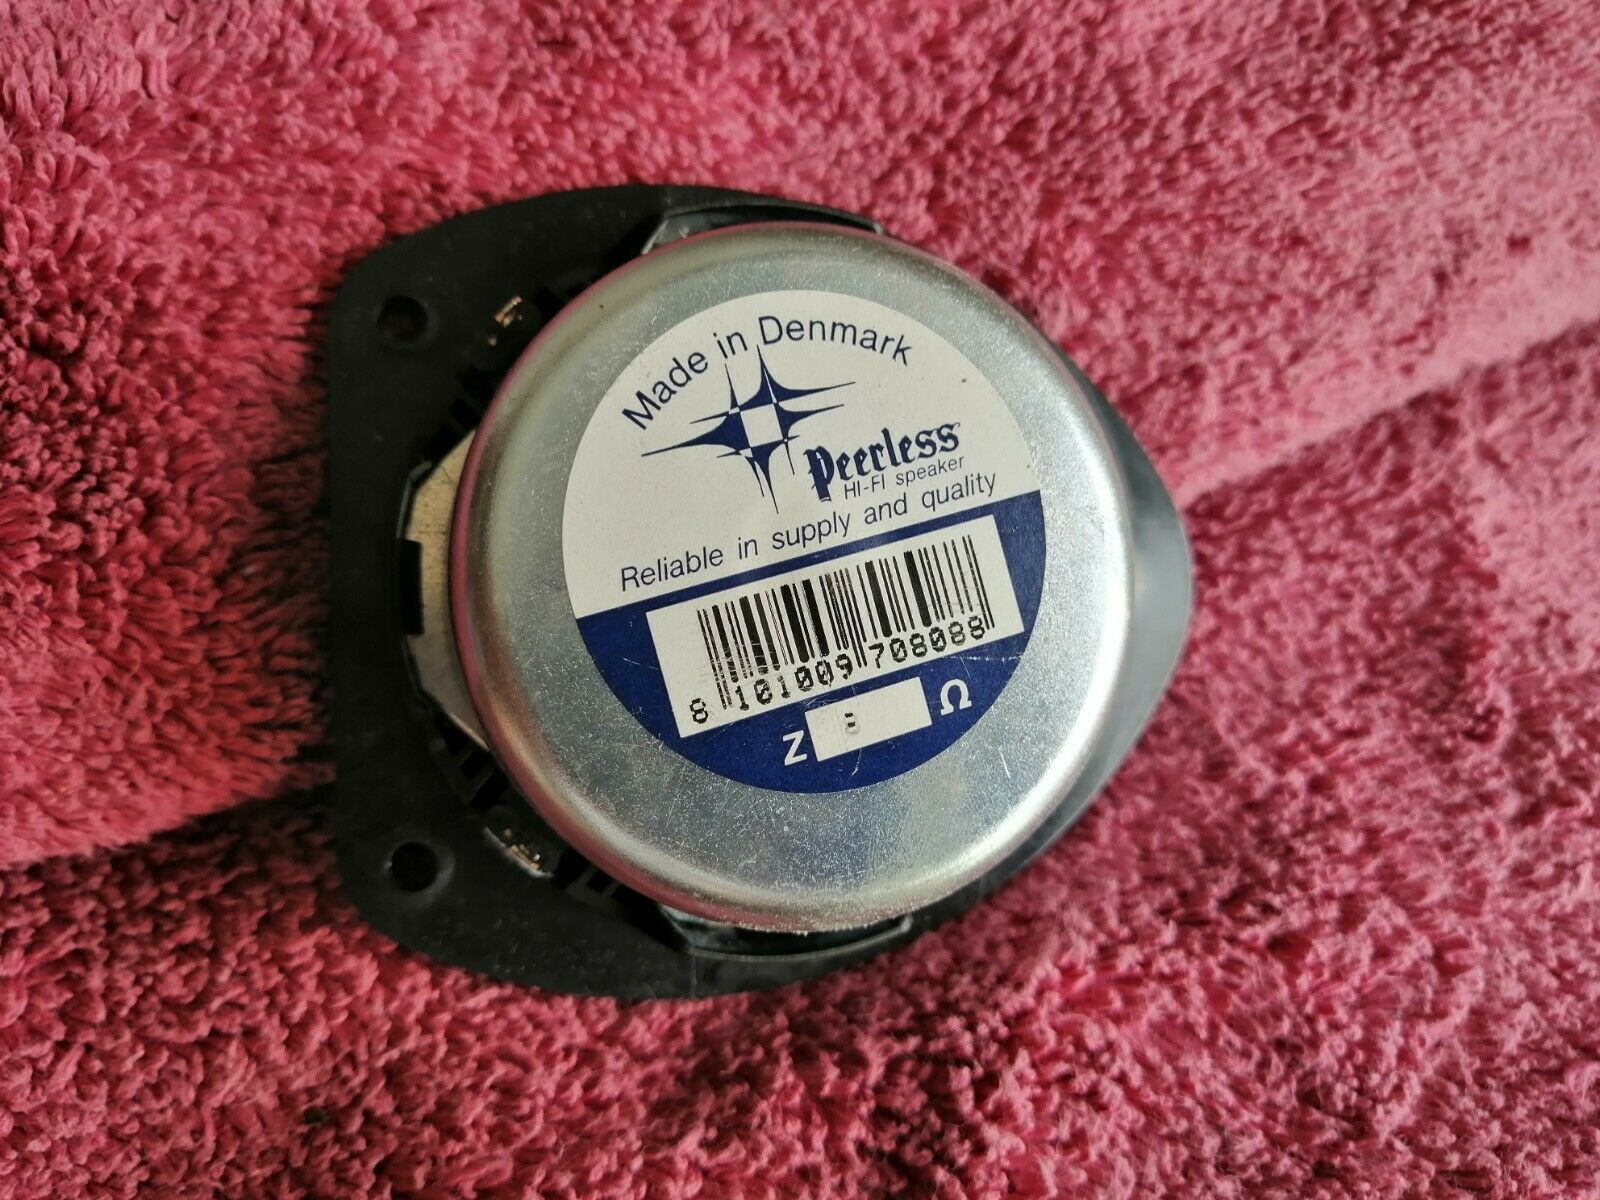 Made in Denmark
Peerless
HI-FI speaker
Reliable in supply and quality
8 101009 708088
Z 8 Ω